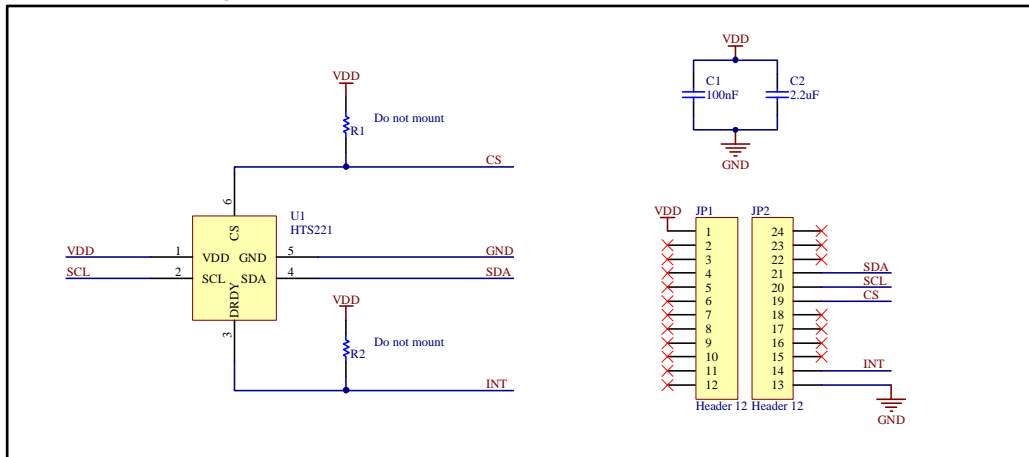 VDD
R1
Do not mount
CS
6
CS
U1
HTS221
VDD
1
VDD
GND
5
GND
SCL
2
SCL
SDA
4
SDA
DRDY
3
VDD
R2
Do not mount
INT
VDD
C1
100nF
C2
2.2uF
GND
VDD
JP1
JP2
1
24
2
23
3
22
4
21
SDA
5
20
SCL
6
19
CS
7
18
8
17
9
16
10
15
11
14
INT
12
13
Header 12
Header 12
GND